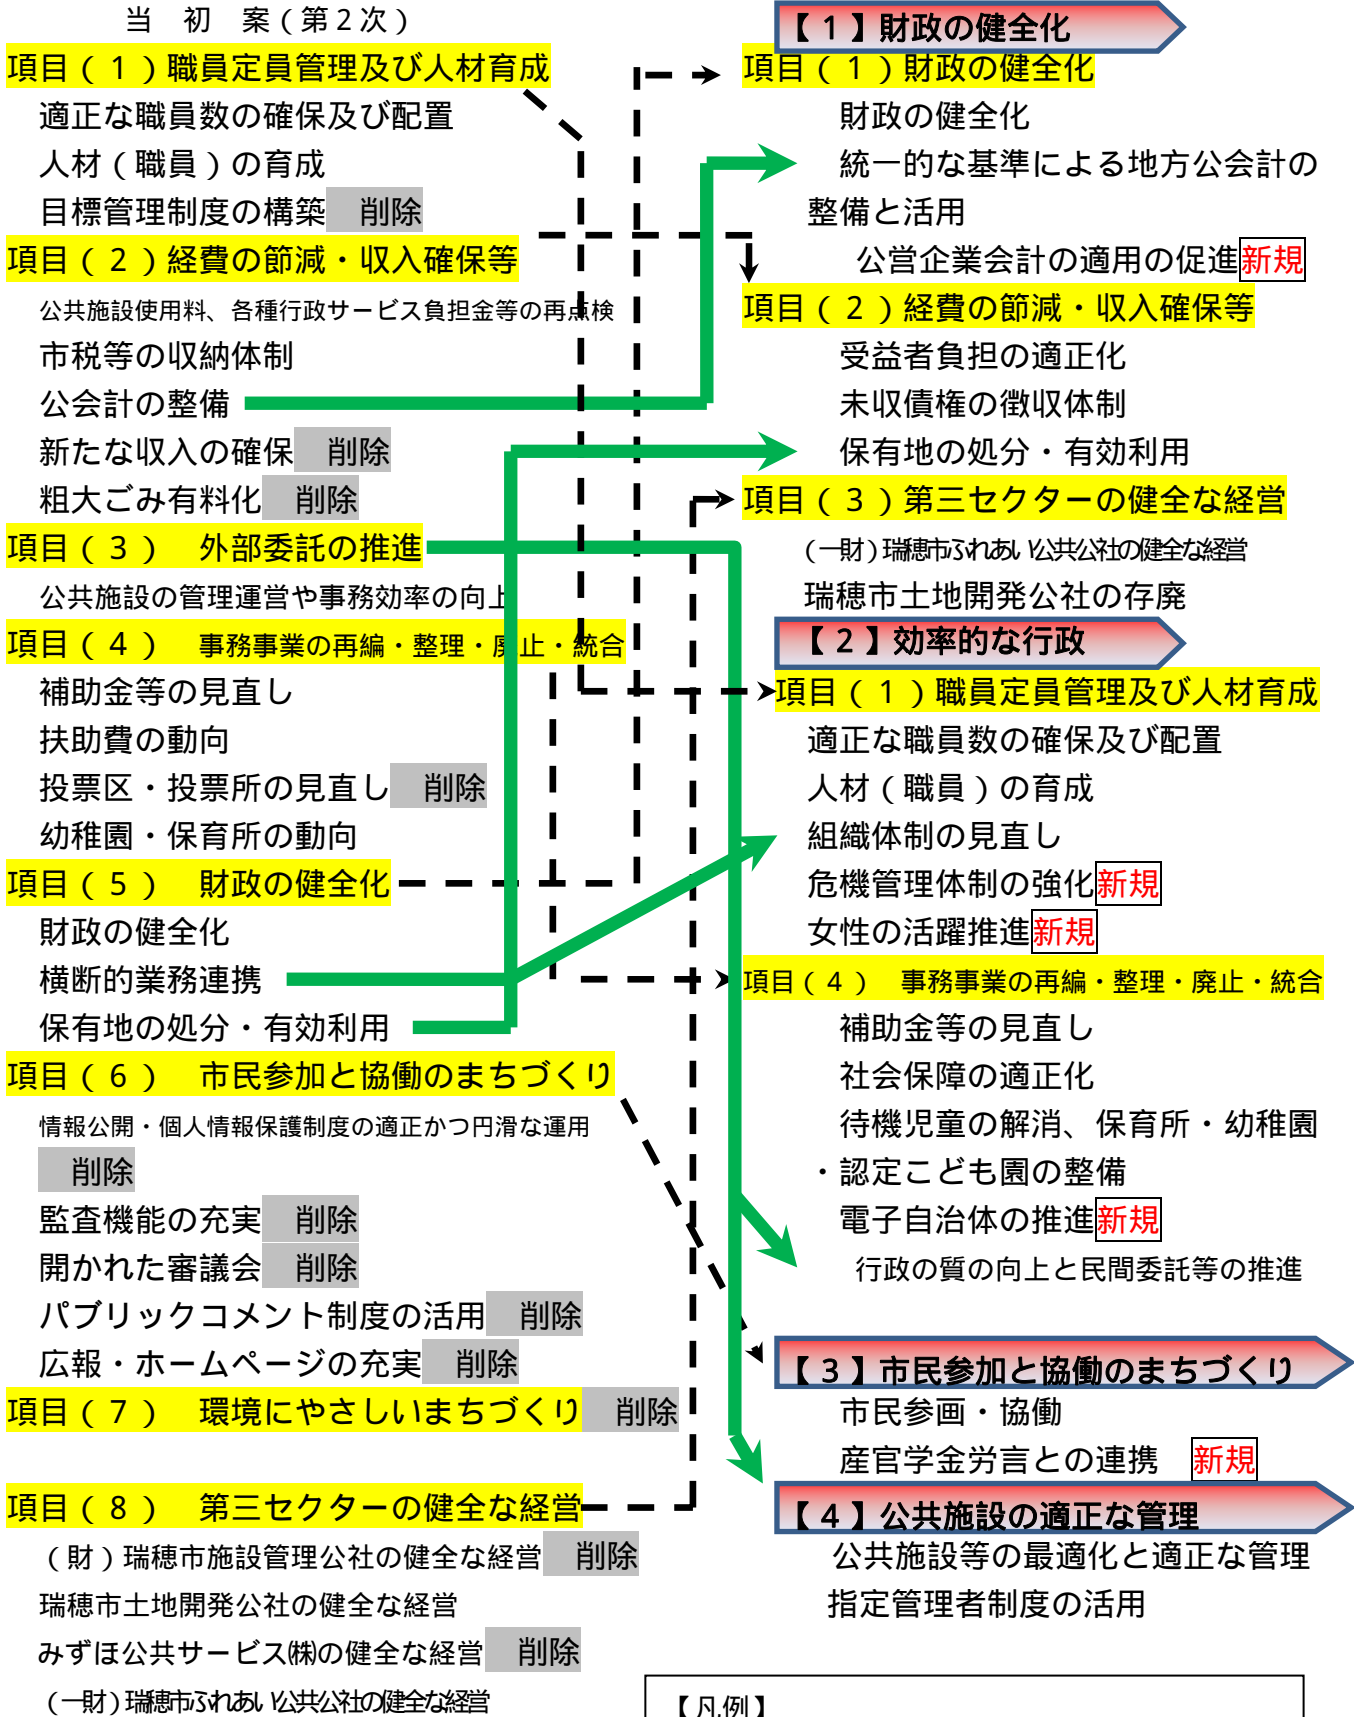 当　初　案（第２次）
項目（１）職員定員管理及び人材育成
適正な職員数の確保及び配置
人材（職員）の育成
目標管理制度の構築　削除
項目（２）経費の節減・収入確保等
公共施設使用料、各種行政サービス負担金等の再点検
市税等の収納体制
公会計の整備
新たな収入の確保　削除
粗大ごみ有料化　削除
項目（３）　外部委託の推進
公共施設の管理運営や事務効率の向上
項目（４）　事務事業の再編・整理・廃止・統合
補助金等の見直し
扶助費の動向
投票区・投票所の見直し　削除
幼稚園・保育所の動向
項目（５）　財政の健全化
財政の健全化
横断的業務連携
保有地の処分・有効利用
項目（６）　市民参加と協働のまちづくり
情報公開・個人情報保護制度の適正かつ円滑な運用
削除
監査機能の充実　削除
開かれた審議会　削除
パブリックコメント制度の活用　削除
広報・ホームページの充実　削除
項目（７）　環境にやさしいまちづくり　削除
項目（８）　第三セクターの健全な経営
（財）瑞穂市施設管理公社の健全な経営　削除
瑞穂市土地開発公社の健全な経営
みずほ公共サービス㈱の健全な経営　削除
（一財）瑞穂市ふれあい公共公社の健全な経営
【１】財政の健全化
項目（１）財政の健全化
財政の健全化
統一的な基準による地方公会計の
整備と活用
公営企業会計の適用の促進新規
項目（２）経費の節減・収入確保等
受益者負担の適正化
未収債権の徴収体制
保有地の処分・有効利用
項目（３）第三セクターの健全な経営
（一財）瑞穂市ふれあい公共公社の健全な経営
瑞穂市土地開発公社の存廃
【２】効率的な行政
項目（１）職員定員管理及び人材育成
適正な職員数の確保及び配置
人材（職員）の育成
組織体制の見直し
危機管理体制の強化新規
女性の活躍推進新規
項目（４）　事務事業の再編・整理・廃止・統合
補助金等の見直し
社会保障の適正化
待機児童の解消、保育所・幼稚園
・認定こども園の整備
電子自治体の推進新規
行政の質の向上と民間委託等の推進
【３】市民参加と協働のまちづくり
市民参画・協働
産官学金労言との連携　新規
【４】公共施設の適正な管理
公共施設等の最適化と適正な管理
指定管理者制度の活用
【凡例】